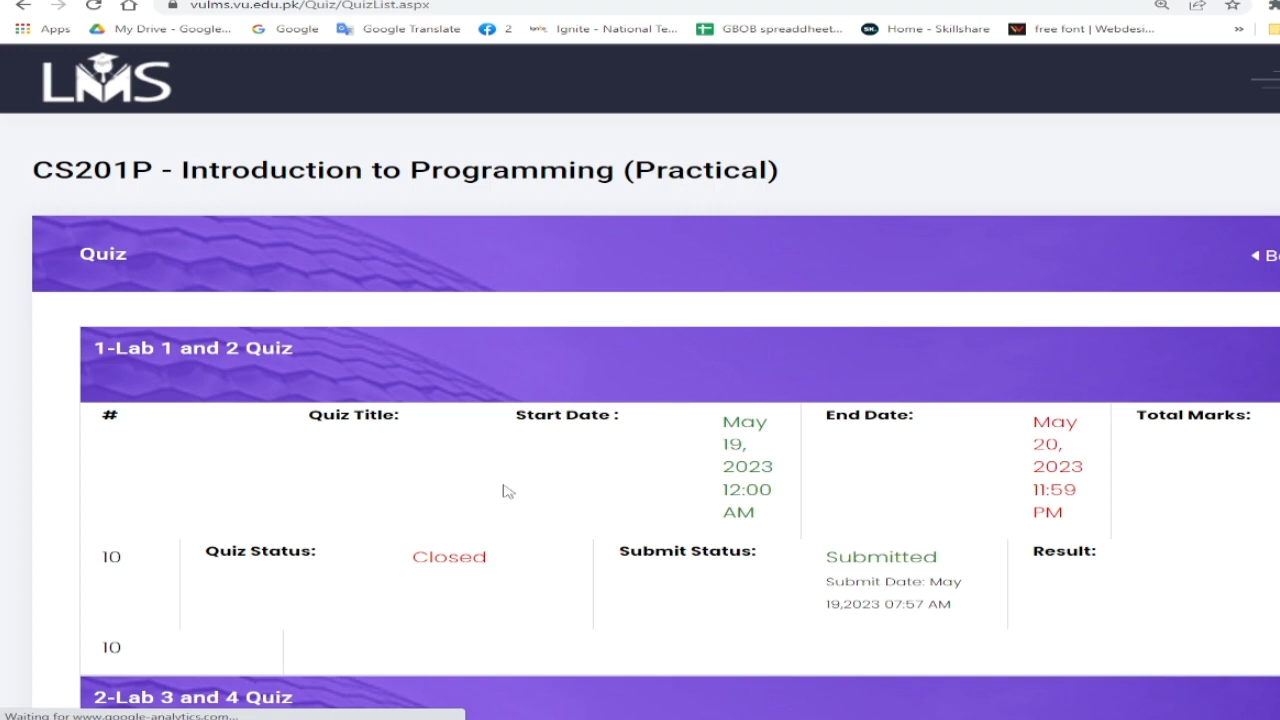 vulms.vu.edu.pk/Quiz/QuizList.aspx
Apps My Drive - Google... Google Google Translate 2 Ignite - National Te... GBOB spreaddheet... Home - Skillshare free font | Webdesi... »
LMS
CS201P - Introduction to Programming (Practical)
Quiz
1-Lab 1 and 2 Quiz
# Quiz Title: Start Date : May 19, 2023 12:00 AM End Date: May 20, 2023 11:59 PM Total Marks:
10 Quiz Status: Closed Submit Status: Submitted Result:
Submit Date: May
19,2023 07:57 AM
10
2-Lab 3 and 4 Quiz
Waiting for www.google-analytics.com...